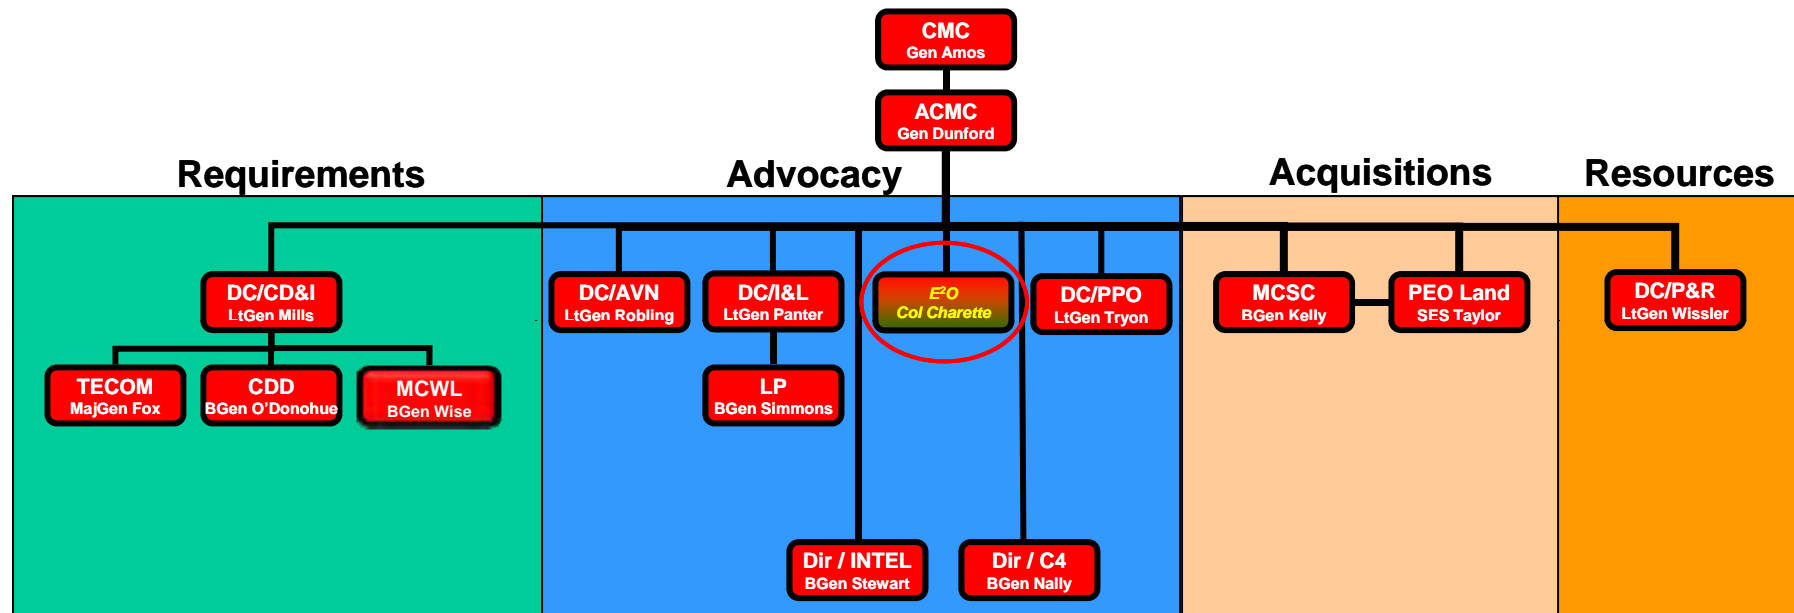 CMC
Gen Amos
ACMC
Gen Dunford
Requirements
Advocacy
Acquisitions
Resources
DC/CD&I
LtGen Mills
DC/AVN
LtGen Robling
DC/I&L
LtGen Panter
E²O
Col Charette
DC/PPO
LtGen Tryon
MCSC
BGen Kelly
PEO Land
SES Taylor
DC/P&R
LtGen Wissler
TECOM
MajGen Fox
CDD
BGen O'Donohue
MCWL
BGen Wise
LP
BGen Simmons
Dir / INTEL
BGen Stewart
Dir / C4
BGen Nally